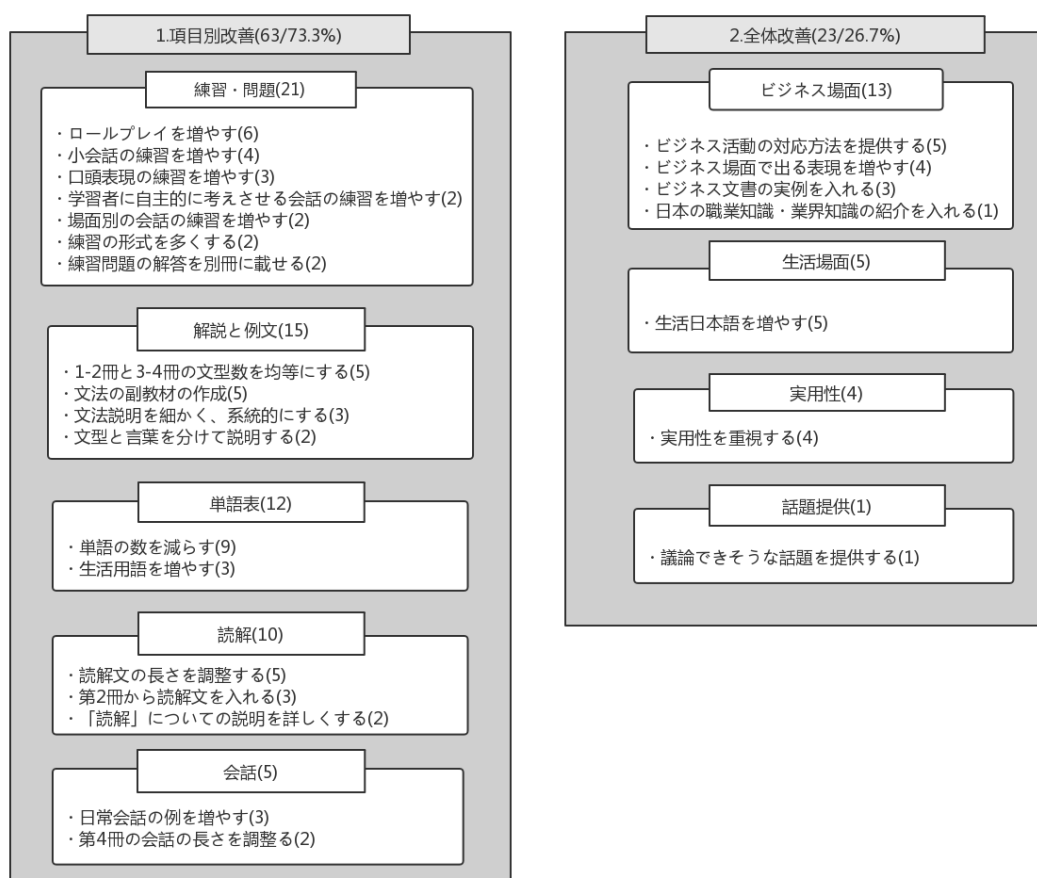 1.項目別改善(63/73.3%)
練習・問題(21)
・ロールプレイを増やす(6)
・小会話の練習を増やす(4)
・口頭表現の練習を増やす(3)
・学習者に自主的に考えさせる会話の練習を増やす(2)
・場面別の会話の練習を増やす(2)
・練習の形式を多くする(2)
・練習問題の解答を別冊に載せる(2)
解説と例文(15)
・1-2冊と3-4冊の文型数を均等にする(5)
・文法の副教材の作成(5)
・文法説明を細かく、系統的にする(3)
・文型と言葉を分けて説明する(2)
単語表(12)
・単語の数を減らす(9)
・生活用語を増やす(3)
読解(10)
・読解文の長さを調整する(5)
・第2冊から読解文を入れる(3)
・「読解」についての説明を詳しくする(2)
会話(5)
・日常会話の例を増やす(3)
・第4冊の会話の長さを調整る(2)
2.全体改善(23/26.7%)
ビジネス場面(13)
・ビジネス活動の対応方法を提供する(5)
・ビジネス場面で出る表現を増やす(4)
・ビジネス文書の実例を入れる(3)
・日本の職業知識・業界知識の紹介を入れる(1)
生活場面(5)
・生活日本語を増やす(5)
実用性(4)
・実用性を重視する(4)
話題提供(1)
・議論できそうな話題を提供する(1)